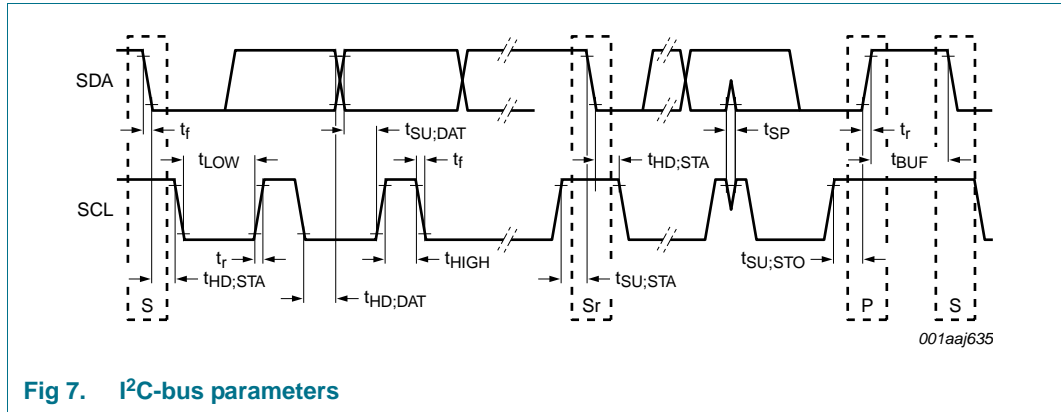 SDA
t_f
t_SU;DAT
t_SP
t_r
t_LOW
t_f
t_HD;STA
t_BUF
SCL
t_r
t_HD;STA
t_HIGH
t_SU;STA
t_SU;STO
t_HD;DAT
S
Sr
P
S
001aaj635
Fig 7. I²C-bus parameters